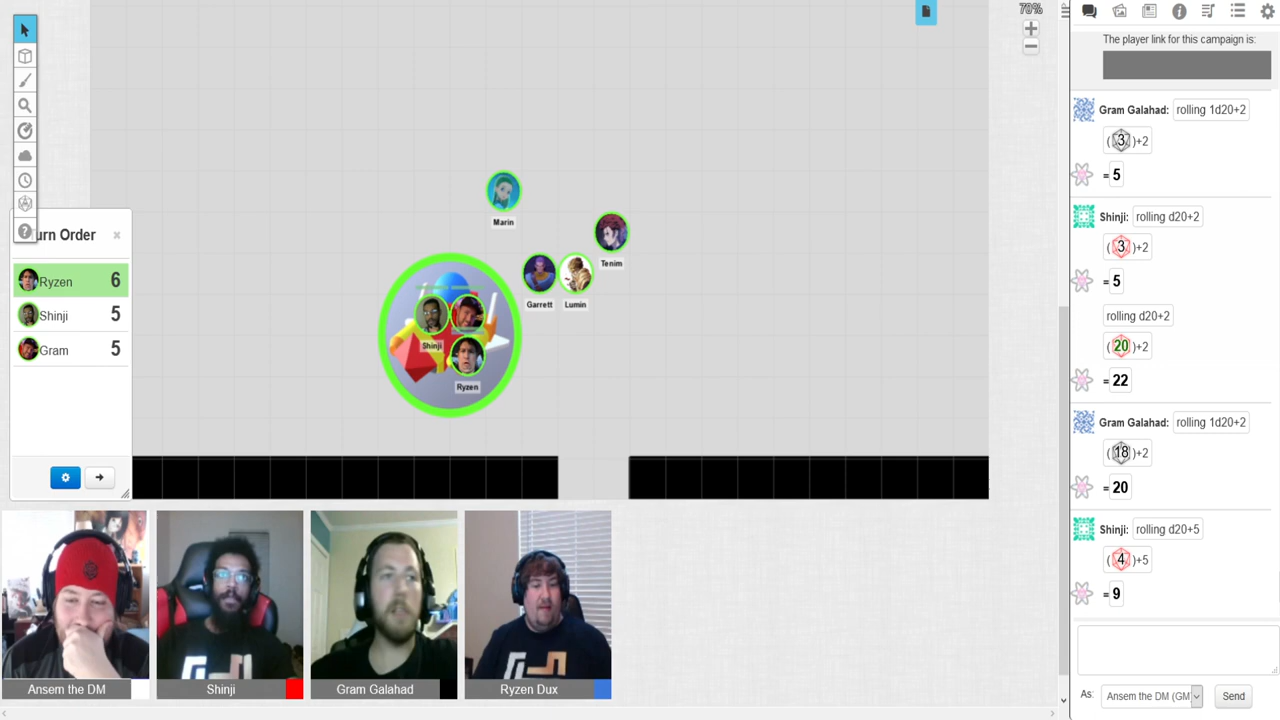 70%
The player link for this campaign is:
Gram Galahad: rolling 1d20+2
(3)+2
= 5
Shinji: rolling d20+2
(3)+2
= 5
rolling d20+2
(20)+2
= 22
Gram Galahad: rolling 1d20+2
(18)+2
= 20
Shinji: rolling d20+5
(4)+5
= 9
As: Ansem the DM (GM Send
urn Order ×
Ryzen 6
Shinji 5
Gram 5
Marin
Tenim
Garrett Lumin
Shinji
Ryzen
Ansem the DM
Shinji
Gram Galahad
Ryzen Dux